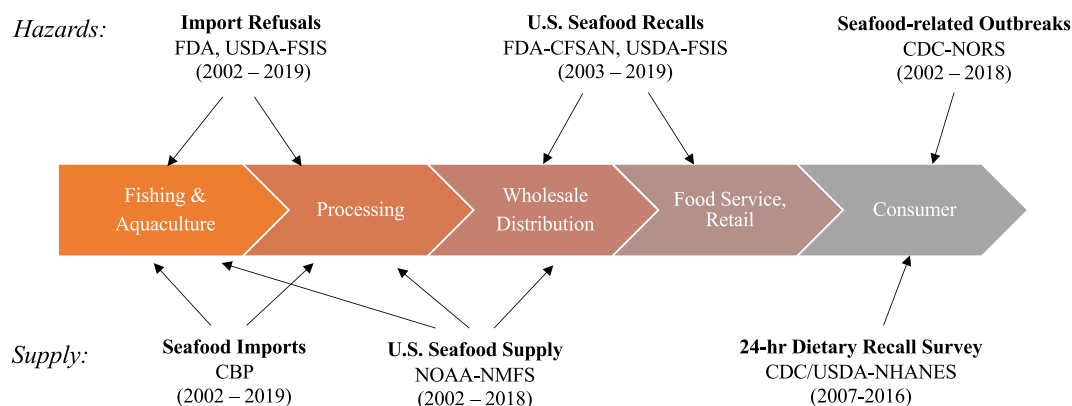 Hazards:
Import Refusals
FDA, USDA-FSIS
(2002 – 2019)
U.S. Seafood Recalls
FDA-CFSAN, USDA-FSIS
(2003 – 2019)
Seafood-related Outbreaks
CDC-NORS
(2002 – 2018)
Fishing &
Aquaculture
Processing
Wholesale
Distribution
Food Service,
Retail
Consumer
Supply:
Seafood Imports
CBP
(2002 – 2019)
U.S. Seafood Supply
NOAA-NMFS
(2002 – 2018)
24-hr Dietary Recall Survey
CDC/USDA-NHANES
(2007-2016)